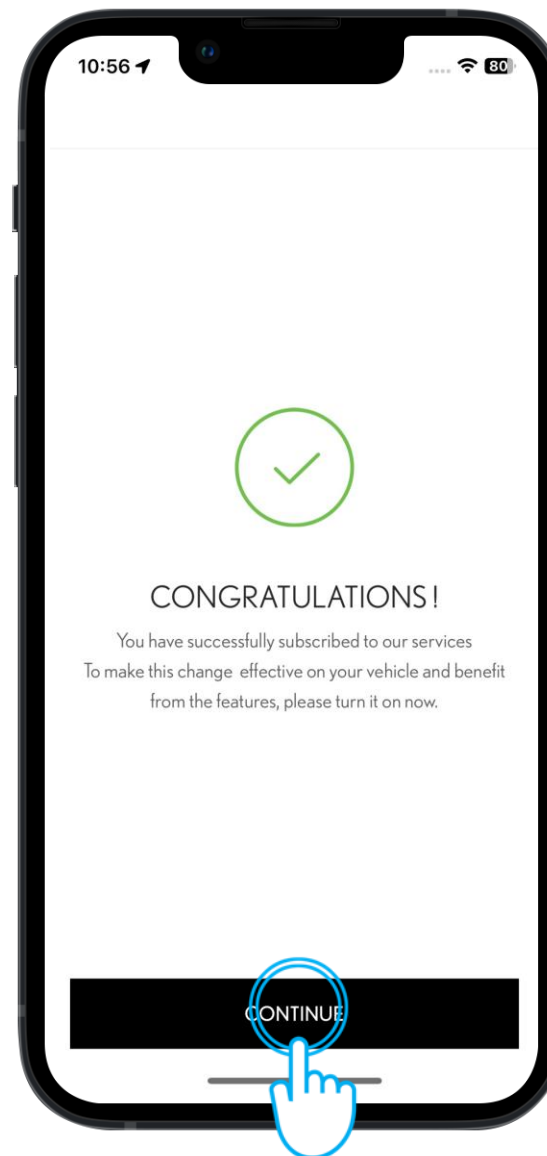 10:56
80
CONGRATULATIONS!
You have successfully subscribed to our services
To make this change effective on your vehicle and benefit
from the features, please turn it on now.
CONTINUE